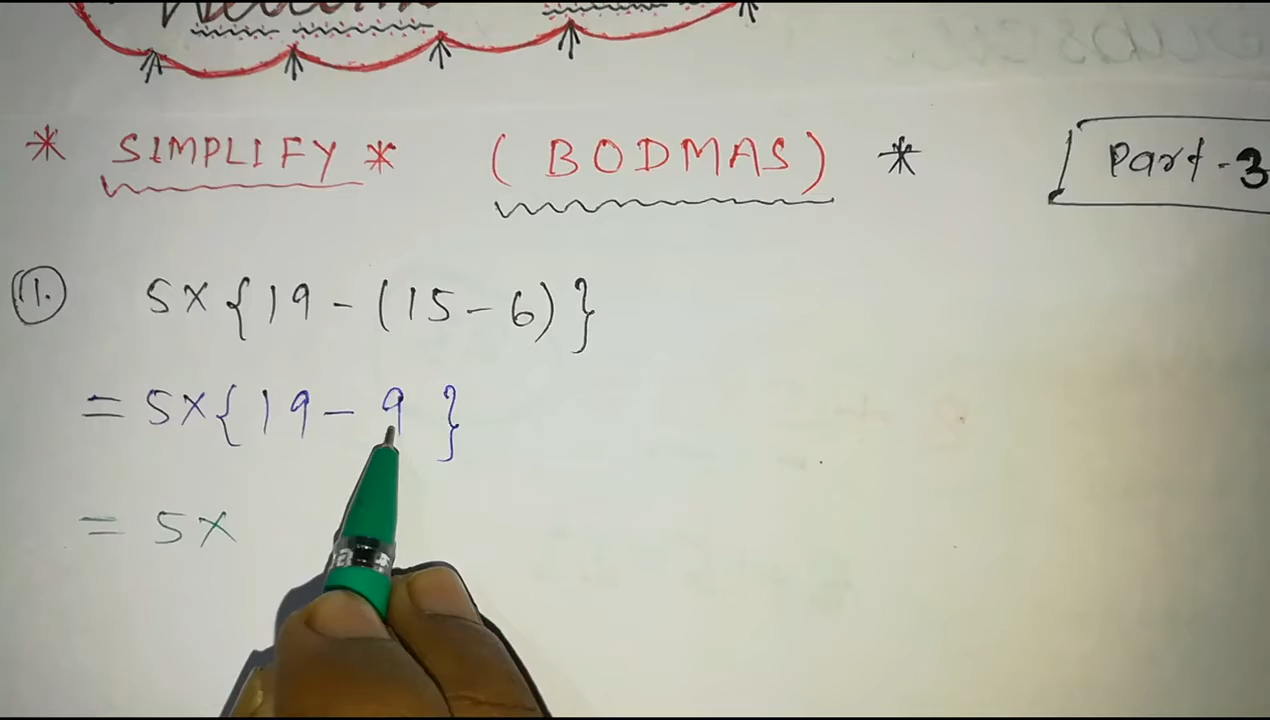 * SIMPLIFY * (BODMAS) * Part-3
1. 5×{19-(15-6)}
= 5×{19-9}
= 5×